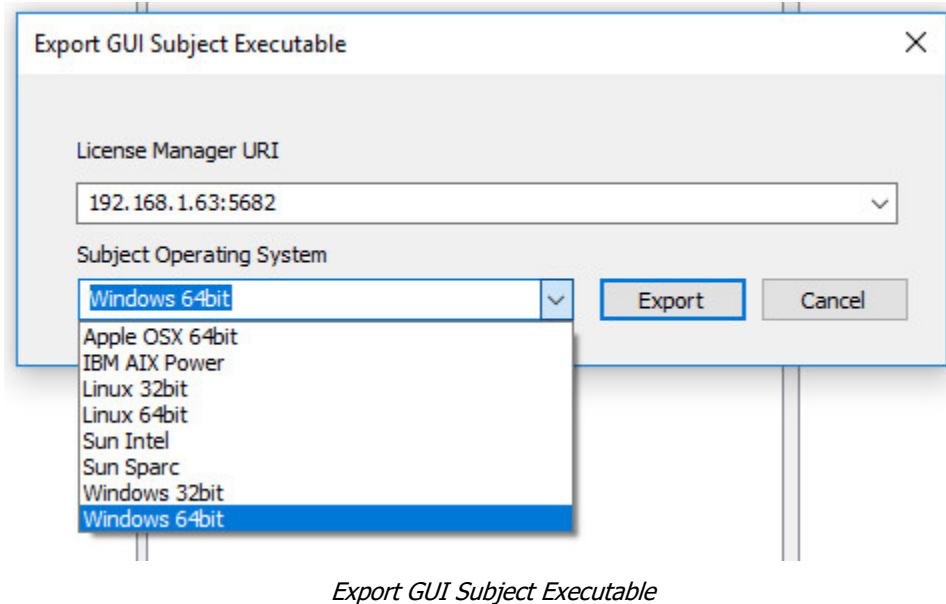 Export GUI Subject Executable
License Manager URI
192.168.1.63:5682
Subject Operating System
Windows 64bit
Export
Cancel
Apple OSX 64bit
IBM AIX Power
Linux 32bit
Linux 64bit
Sun Intel
Sun Sparc
Windows 32bit
Windows 64bit
Export GUI Subject Executable